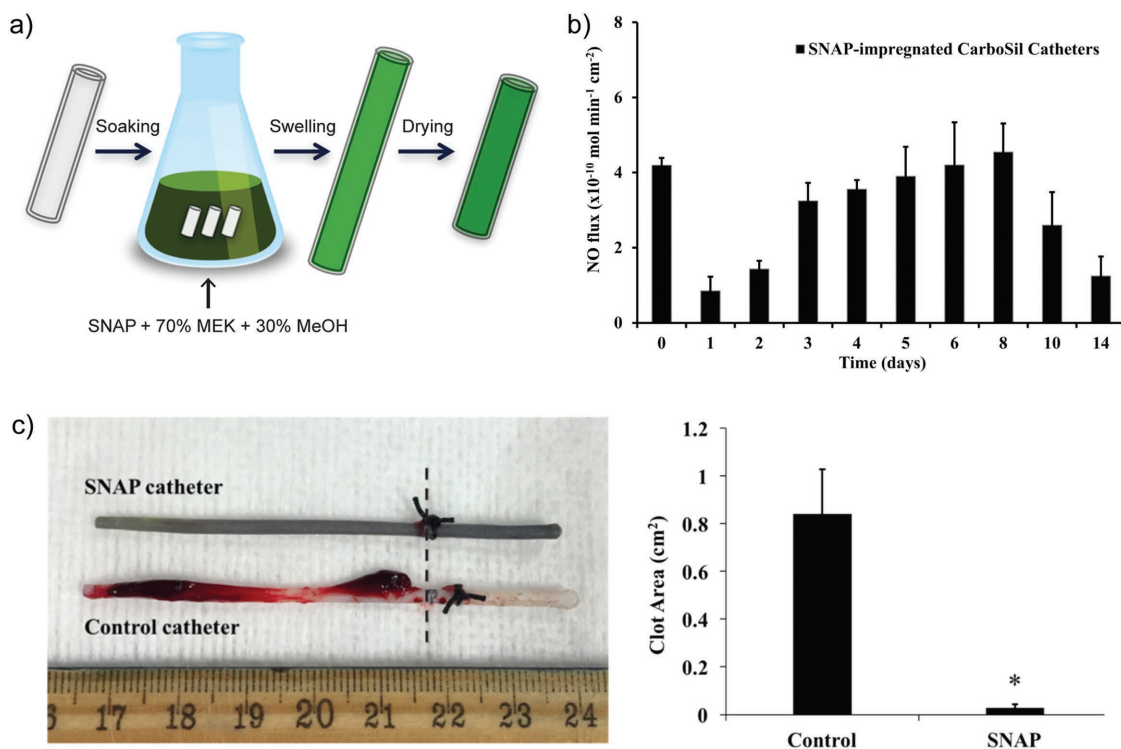 a)
Soaking
Swelling
Drying
SNAP + 70% MEK + 30% MeOH
b)
8
6
4
2
0
NO flux (x10⁻¹⁰ mol min⁻¹ cm⁻²)
SNAP-impregnated CarboSil Catheters
0 1 2 3 4 5 6 8 10 14
Time (days)
c)
SNAP catheter
Control catheter
6 17 18 19 20 21 22 23 24
1.2
1
0.8
0.6
0.4
0.2
0
Clot Area (cm²)
*
Control SNAP